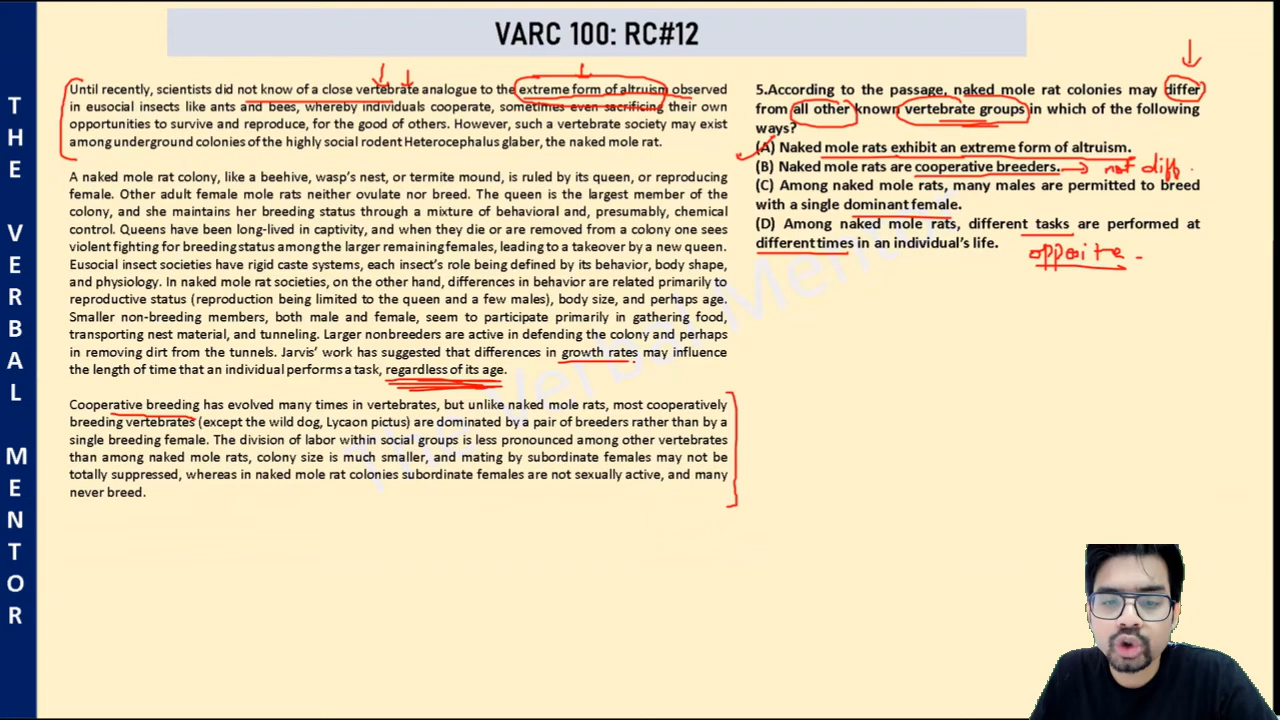 VARC 100: RC#12
THE VERBAL MENTOR
Until recently, scientists did not know of a close vertebrate analogue to the extreme form of altruism observed
in eusocial insects like ants and bees, whereby individuals cooperate, sometimes even sacrificing their own
opportunities to survive and reproduce, for the good of others. However, such a vertebrate society may exist
among underground colonies of the highly social rodent Heterocephalus glaber, the naked mole rat.
A naked mole rat colony, like a beehive, wasp's nest, or termite mound, is ruled by its queen, or reproducing
female. Other adult female mole rats neither ovulate nor breed. The queen is the largest member of the
colony, and she maintains her breeding status through a mixture of behavioral and, presumably, chemical
control. Queens have been long-lived in captivity, and when they die or are removed from a colony one sees
violent fighting for breeding status among the larger remaining females, leading to a takeover by a new queen.
Eusocial insect societies have rigid caste systems, each insect's role being defined by its behavior, body shape,
and physiology. In naked mole rat societies, on the other hand, differences in behavior are related primarily to
reproductive status (reproduction being limited to the queen and a few males), body size, and perhaps age.
Smaller non-breeding members, both male and female, seem to participate primarily in gathering food,
transporting nest material, and tunneling. Larger nonbreeders are active in defending the colony and perhaps
in removing dirt from the tunnels. Jarvis' work has suggested that differences in growth rates may influence
the length of time that an individual performs a task, regardless of its age.
Cooperative breeding has evolved many times in vertebrates, but unlike naked mole rats, most cooperatively
breeding vertebrates (except the wild dog, Lycaon pictus) are dominated by a pair of breeders rather than by a
single breeding female. The division of labor within social groups is less pronounced among other vertebrates
than among naked mole rats, colony size is much smaller, and mating by subordinate females may not be
totally suppressed, whereas in naked mole rat colonies subordinate females are not sexually active, and many
never breed.
5.According to the passage, naked mole rat colonies may differ
from all other known vertebrate groups in which of the following
ways?
(A) Naked mole rats exhibit an extreme form of altruism.
(B) Naked mole rats are cooperative breeders. → not diff.
(C) Among naked mole rats, many males are permitted to breed
with a single dominant female.
(D) Among naked mole rats, different tasks are performed at
different times in an individual's life.
opposite.
The Verbal Mentor